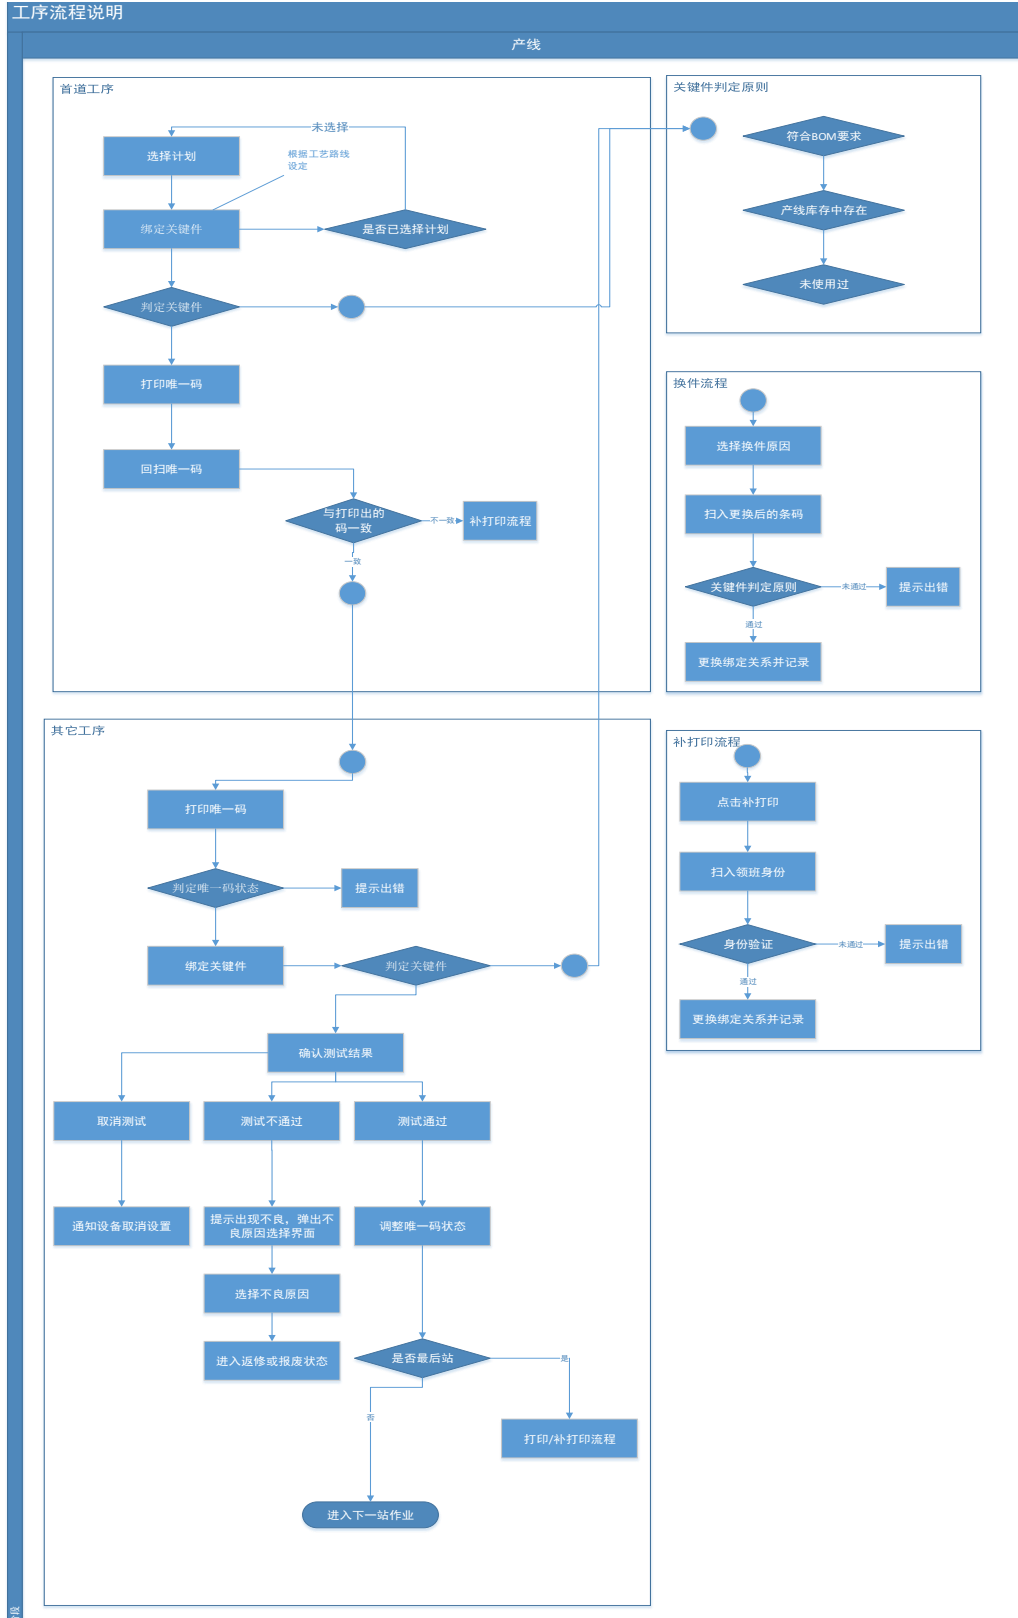 工序流程说明
产线
首道工序
未选择
选择计划
根据工艺路线
设定
绑定关键件
是否已选择计划
判定关键件
打印唯一码
回扫唯一码
与打印出的
码一致
不一致
补打印流程
一致
关键件判定原则
符合BOM要求
产线库存中存在
未使用过
换件流程
选择换件原因
扫入更换后的条码
关键件判定原则
未通过
提示出错
通过
更换绑定关系并记录
其它工序
打印唯一码
判定唯一码状态
提示出错
绑定关键件
判定关键件
确认测试结果
取消测试
测试不通过
测试通过
通知设备取消设置
提示出现不良，弹出不
良原因选择界面
调整唯一码状态
选择不良原因
进入返修或报废状态
是否最后站
是
否
打印/补打印流程
进入下一站作业
补打印流程
点击补打印
扫入领班身份
身份验证
未通过
提示出错
通过
更换绑定关系并记录